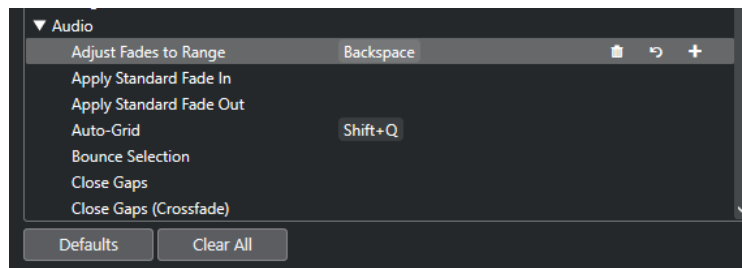 Audio
Adjust Fades to Range Backspace
Apply Standard Fade In
Apply Standard Fade Out
Auto-Grid Shift+Q
Bounce Selection
Close Gaps
Close Gaps (Crossfade)
Defaults Clear All